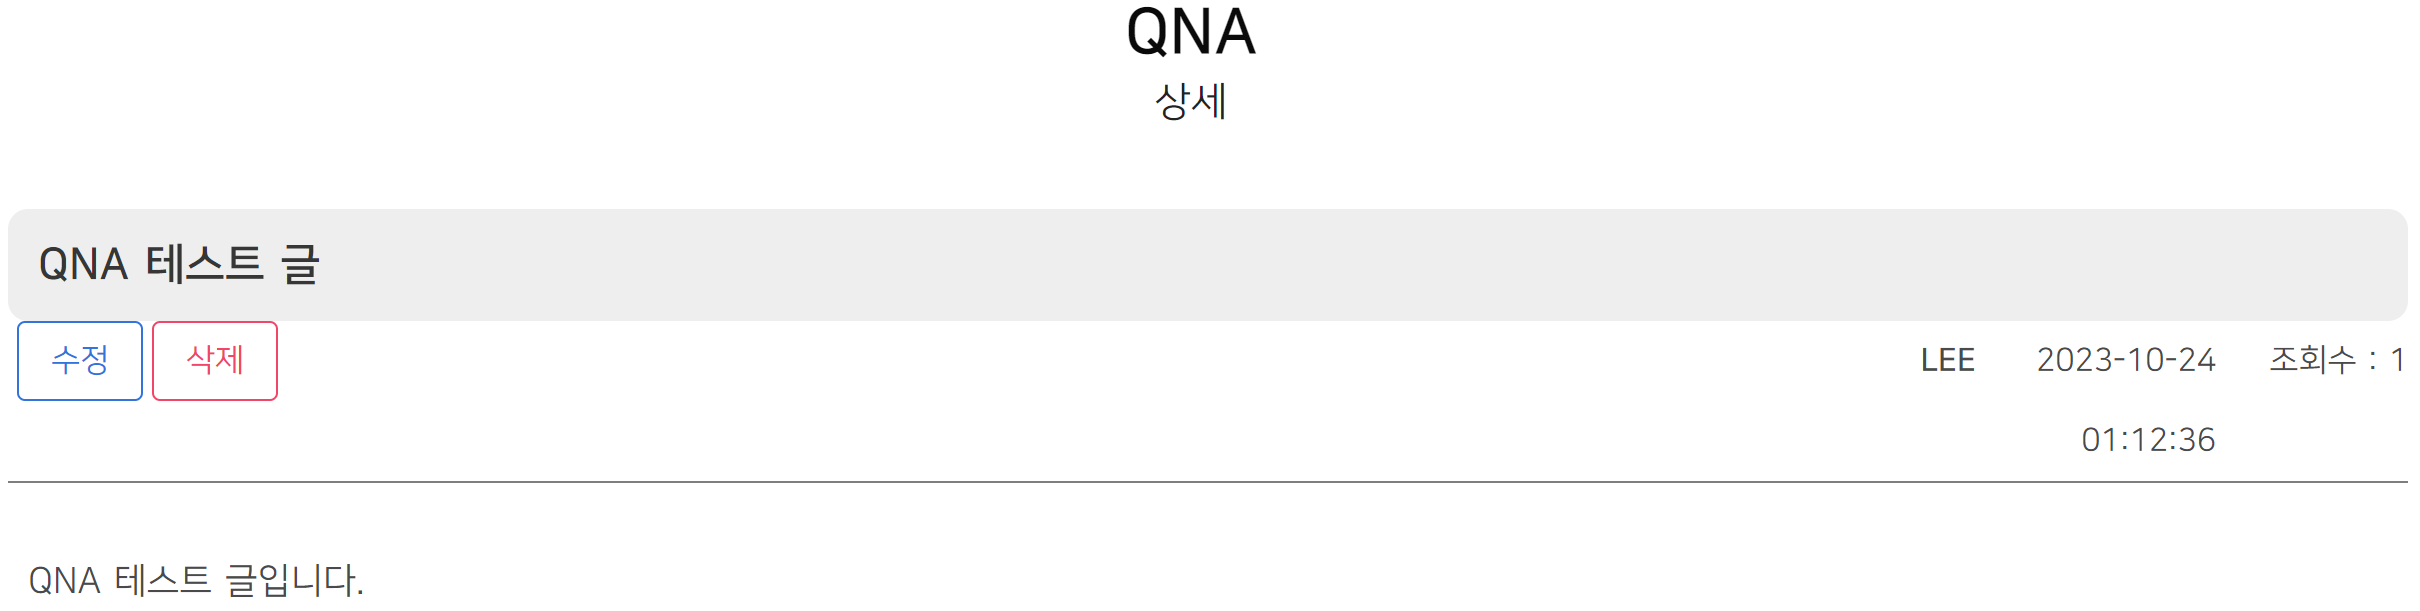 QNA
상세
QNA 테스트 글
수정 삭제 LEE 2023-10-24 조회수 : 1
01:12:36
QNA 테스트 글입니다.